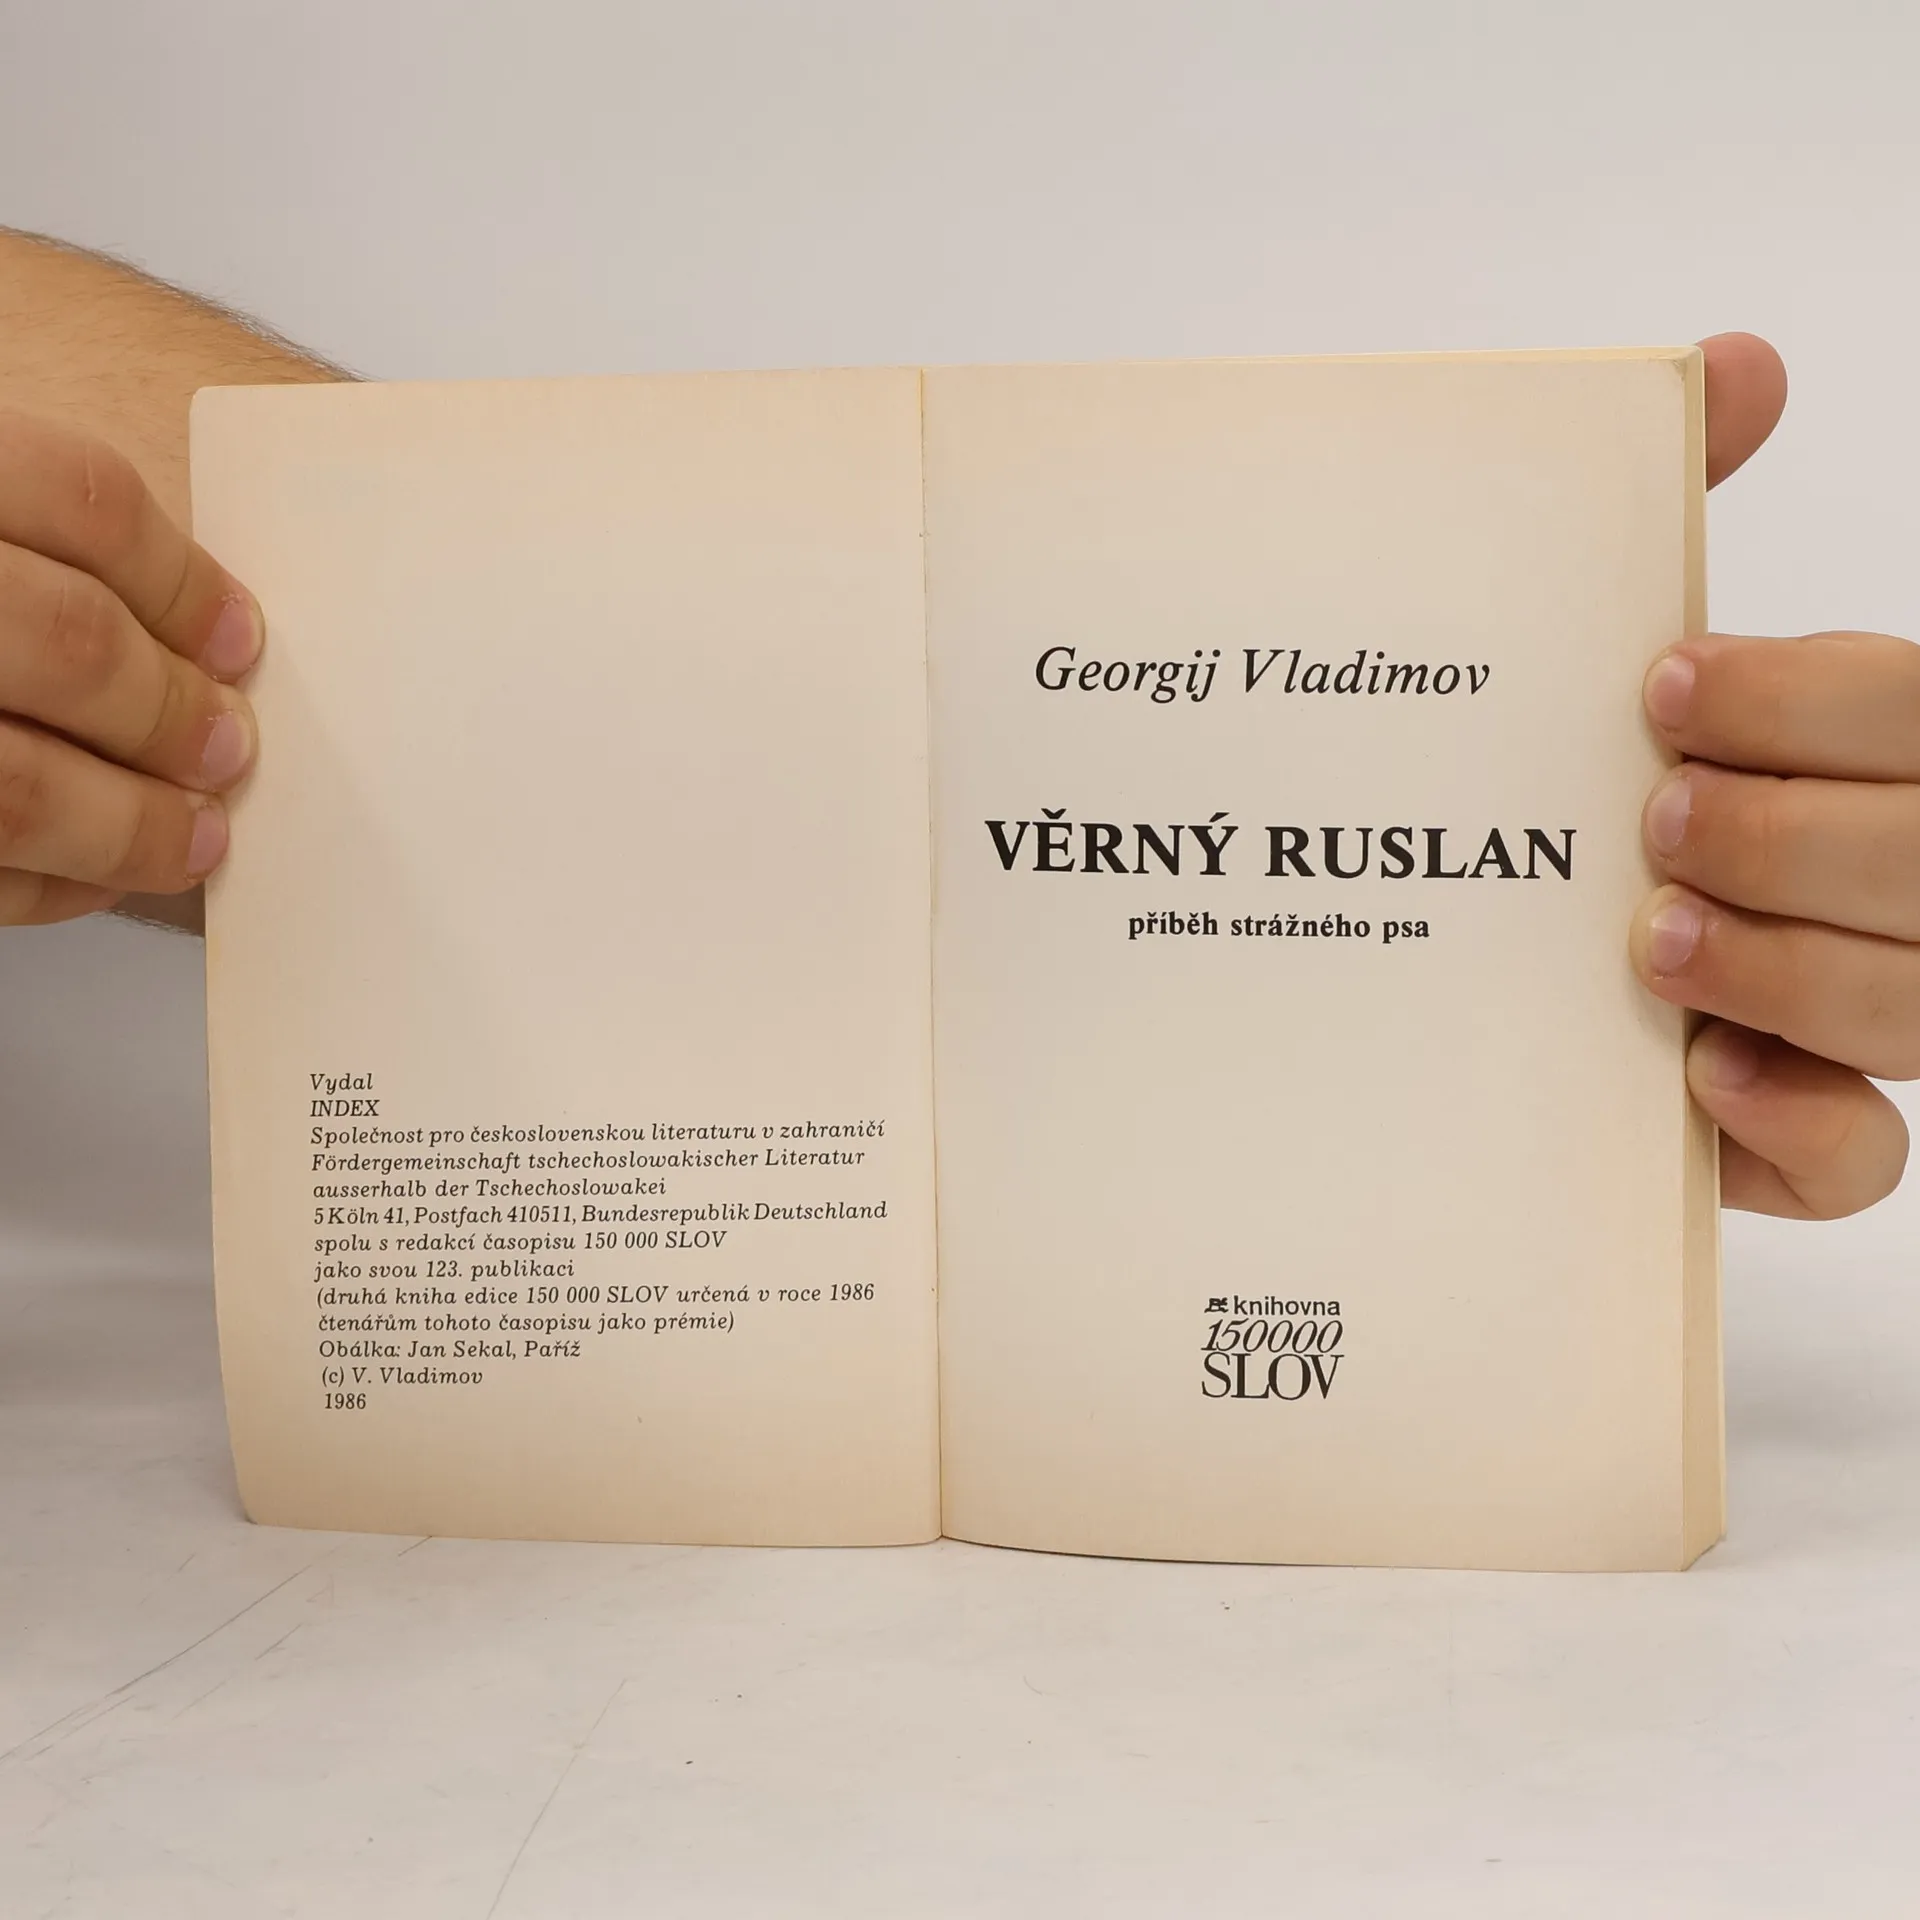 Vydal
INDEX
Společnost pro československou literaturu v zahraničí
Fördergemeinschaft tschechoslowakischer Literatur
ausserhalb der Tschechoslowakei
5 Köln 41, Postfach 410511, Bundesrepublik Deutschland
spolu s redakcí časopisu 150 000 SLOV
jako svou 123. publikaci
(druhá kniha edice 150 000 SLOV určená v roce 1986
čtenářům tohoto časopisu jako prémie)
Obálka: Jan Sekal, Paříž
(c) V. Vladimov
1986
Georgij Vladimov
VĚRNÝ RUSLAN
příběh strážného psa
knihovna
150000
SLOV